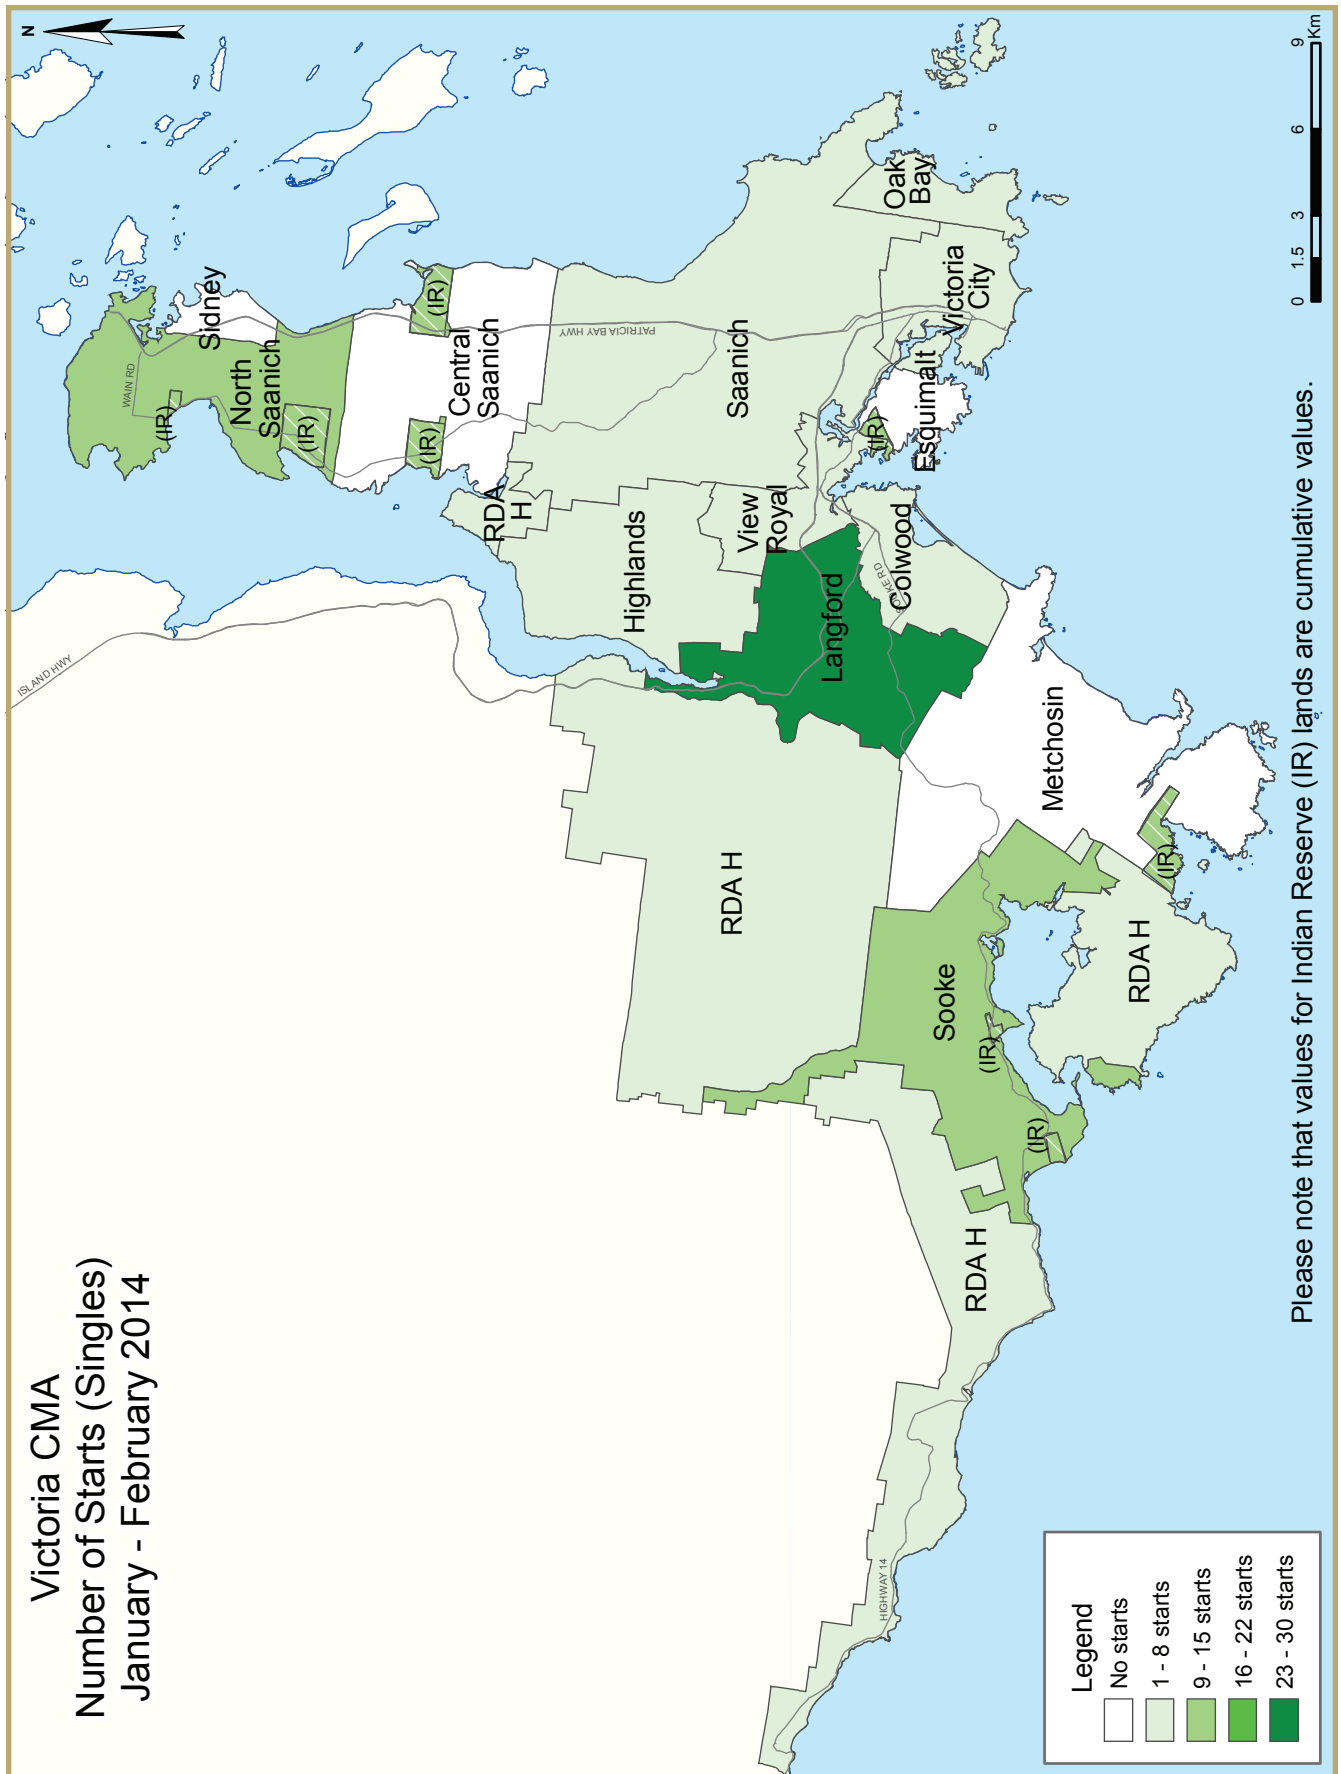 Victoria CMA
Number of Starts (Singles)
January - February 2014
N
ISLAND HWY
WAIN RD
Sidney
North
Saanich
(IR)
(IR)
(IR)
(IR)
Central
Saanich
PATRICIA BAY HWY
RDA
H
Saanich
Highlands
View
Royal
Oak
Bay
Victoria
City
Esquimalt
(IR)
Langford
Colwood
SOOKE RD
Metchosin
(IR)
RDA H
Sooke
(IR)
(IR)
RDA H
RDA H
HIGHWAY 14
Legend
No starts
1 - 8 starts
9 - 15 starts
16 - 22 starts
23 - 30 starts
0 1.5 3 6 9
Km
Please note that values for Indian Reserve (IR) lands are cumulative values.